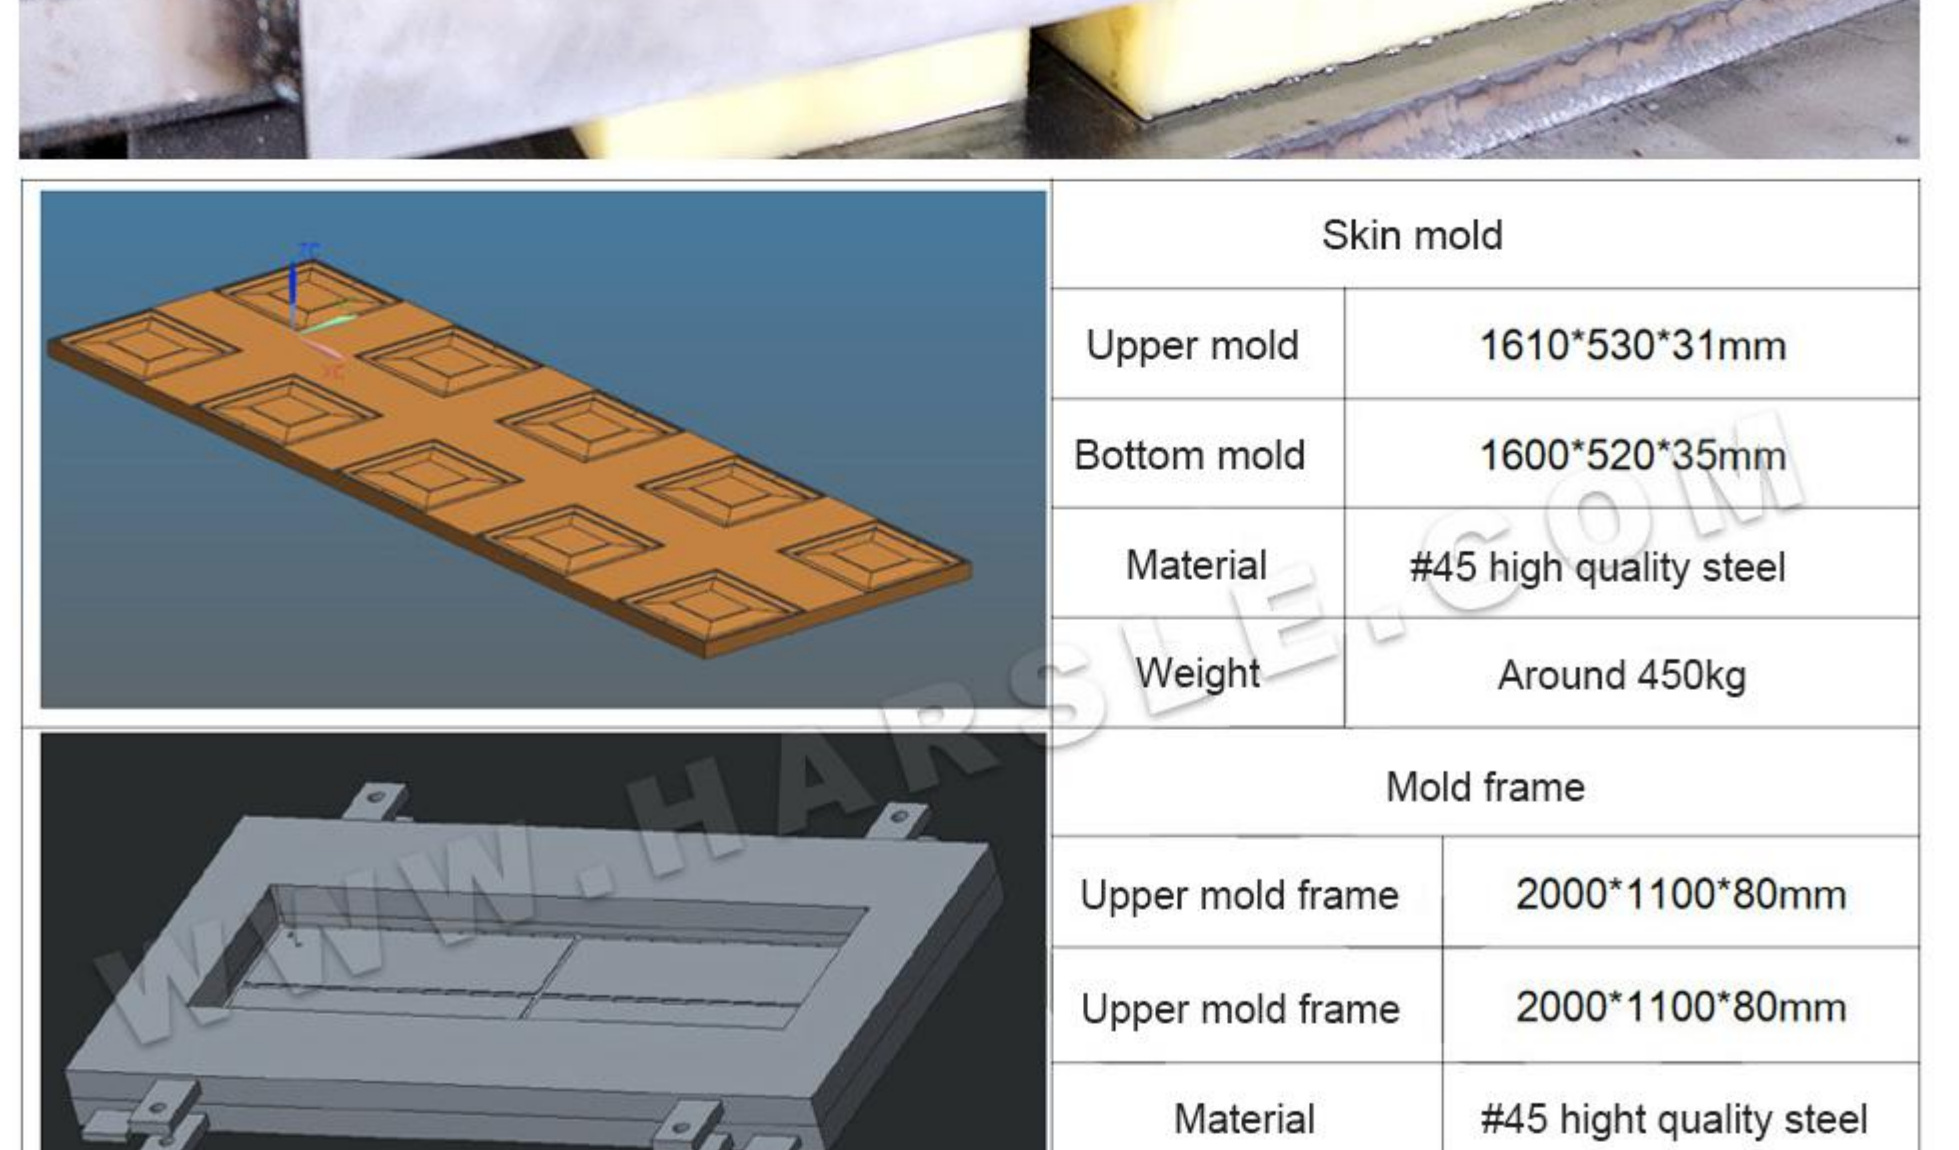 ZC
XC
Skin mold
Upper mold 1610*530*31mm
Bottom mold 1600*520*35mm
Material #45 high quality steel
Weight Around 450kg
Mold frame
Upper mold frame 2000*1100*80mm
Upper mold frame 2000*1100*80mm
Material #45 hight quality steel
WWW.HARSLE.COM